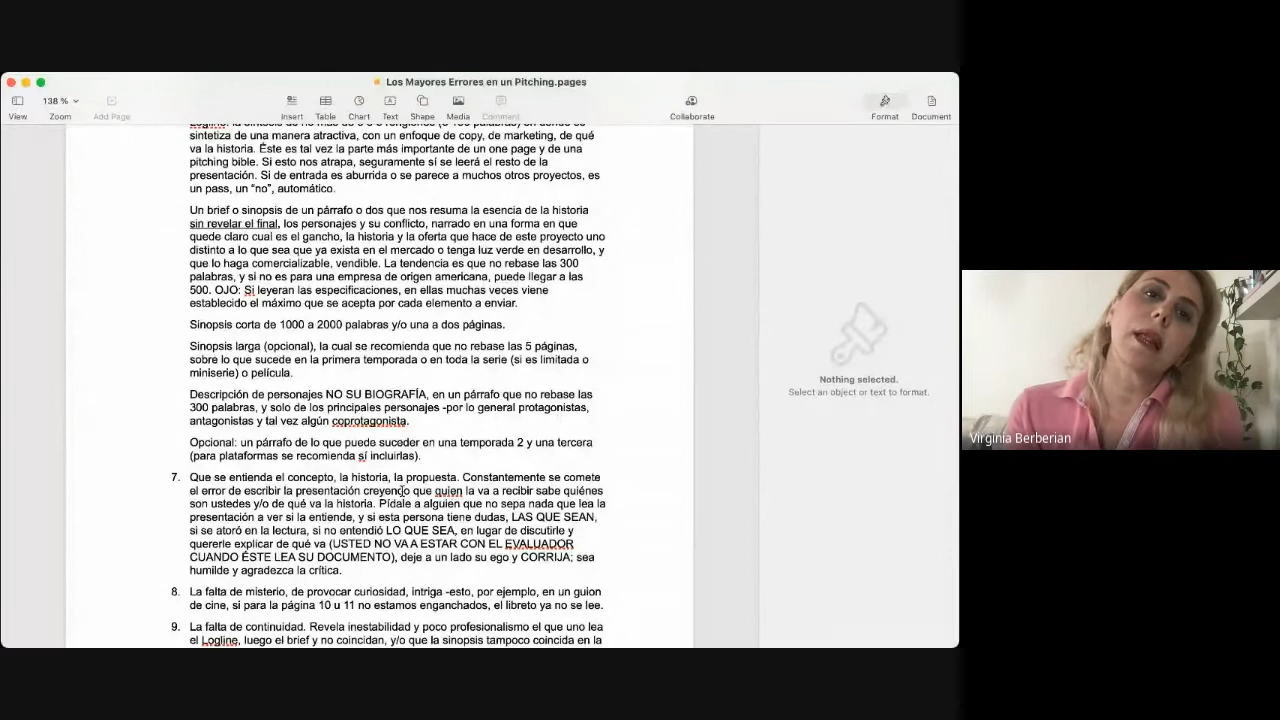 Los Mayores Errores en un Pitching.pages
138 %
View
Zoom
Add Page
Insert
Table
Chart
Text
Shape
Media
Comment
Collaborate
Format
Document
sintetiza de una manera atractiva, con un enfoque de copy, de marketing, de qué
va la historia. Éste es tal vez la parte más importante de un one page y de una
pitching bible. Si esto nos atrapa, seguramente sí se leerá el resto de la
presentación. Si de entrada es aburrida o se parece a muchos otros proyectos, es
un pass, un “no”, automático.
Un brief o sinopsis de un párrafo o dos que nos resuma la esencia de la historia
sin revelar el final, los personajes y su conflicto, narrado en una forma en que
quede claro cual es el gancho, la historia y la oferta que hace de este proyecto uno
distinto a lo que sea que ya exista en el mercado o tenga luz verde en desarrollo, y
que lo haga comercializable, vendible. La tendencia es que no rebase las 300
palabras, y si no es para una empresa de origen americana, puede llegar a las
500. OJO: Si leyeran las especificaciones, en ellas muchas veces viene
establecido el máximo que se acepta por cada elemento a enviar.
Sinopsis corta de 1000 a 2000 palabras y/o una a dos páginas.
Sinopsis larga (opcional), la cual se recomienda que no rebase las 5 páginas,
sobre lo que sucede en la primera temporada o en toda la serie (si es limitada o
miniserie) o película.
Descripción de personajes NO SU BIOGRAFÍA, en un párrafo que no rebase las
300 palabras, y solo de los principales personajes -por lo general protagonistas,
antagonistas y tal vez algún coprotagonista.
Opcional: un párrafo de lo que puede suceder en una temporada 2 y una tercera
(para plataformas se recomienda sí incluirlas).
7. Que se entienda el concepto, la historia, la propuesta. Constantemente se comete
el error de escribir la presentación creyendo que quien la va a recibir sabe quiénes
son ustedes y/o de qué va la historia. Pídale a alguien que no sepa nada que lea la
presentación a ver si la entiende, y si esta persona tiene dudas, LAS QUE SEAN,
si se atoró en la lectura, si no entendió LO QUE SEA, en lugar de discutirle y
quererle explicar de qué va (USTED NO VA A ESTAR CON EL EVALUADOR
CUANDO ÉSTE LEA SU DOCUMENTO), deje a un lado su ego y CORRIJA; sea
humilde y agradezca la crítica.
8. La falta de misterio, de provocar curiosidad, intriga -esto, por ejemplo, en un guion
de cine, si para la página 10 u 11 no estamos enganchados, el libreto ya no se lee.
9. La falta de continuidad. Revela inestabilidad y poco profesionalismo el que uno lea
el Logline, luego el brief y no coincidan, y/o que la sinopsis tampoco coincida en la
Nothing selected.
Select an object or text to format.
Virginia Berberian